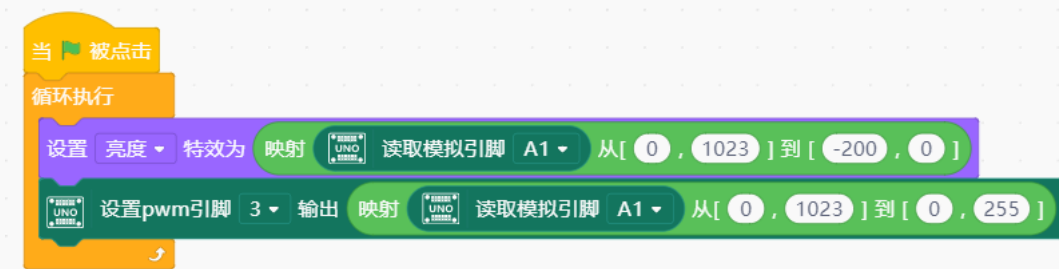 当 被点击
循环执行
设置 亮度 特效为 映射 UNO 读取模拟引脚 A1 从[ 0 , 1023 ] 到 [ -200 , 0 ]
UNO 设置pwm引脚 3 输出 映射 UNO 读取模拟引脚 A1 从[ 0 , 1023 ] 到 [ 0 , 255 ]